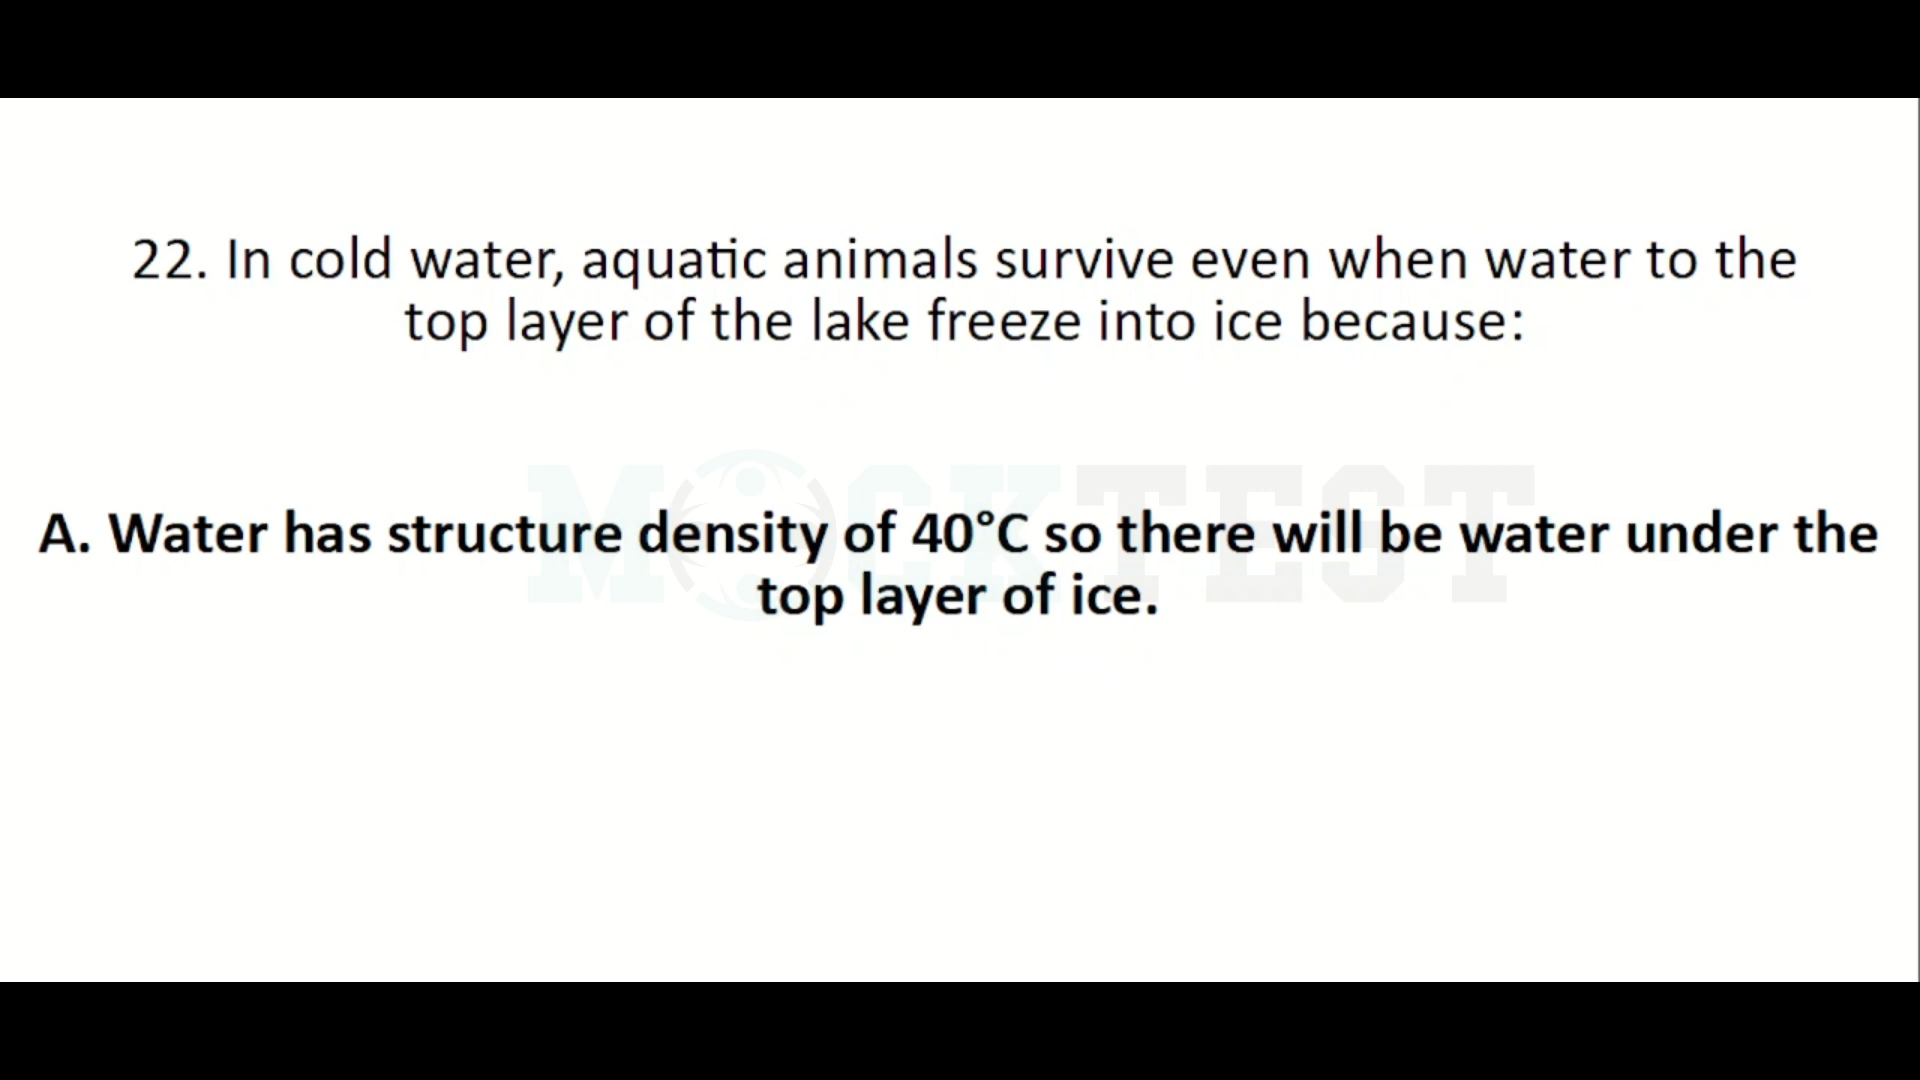 22. In cold water, aquatic animals survive even when water to the
top layer of the lake freeze into ice because:
MOCKTEST
A. Water has structure density of 40°C so there will be water under the
top layer of ice.